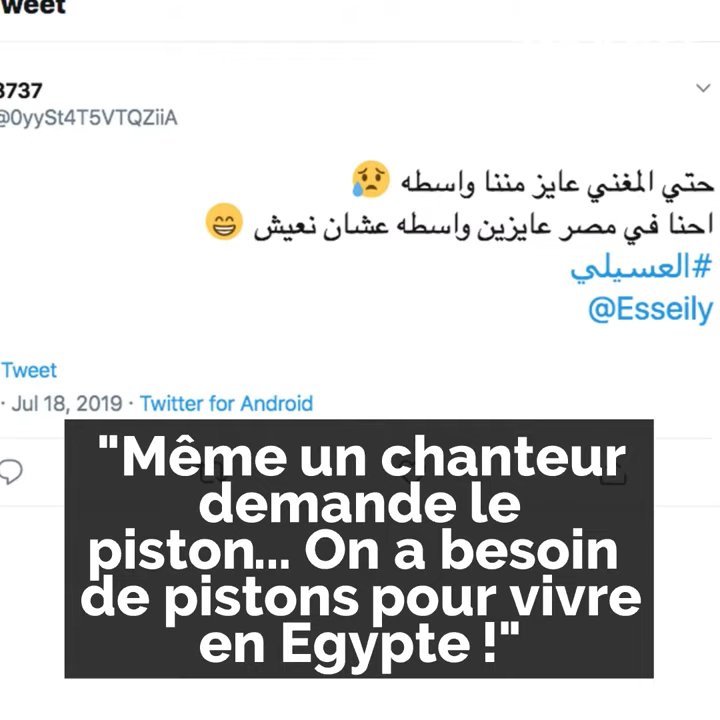 Tweet
3737
@0yySt4T5VTQZiiA
حتي المغني عايز مننا واسطه 😥
احنا في مصر عايزين واسطه عشان نعيش 😁
#العسيلي
@Esseily
Tweet
· Jul 18, 2019 · Twitter for Android
"Même un chanteur
demande le
piston... On a besoin
de pistons pour vivre
en Egypte !"